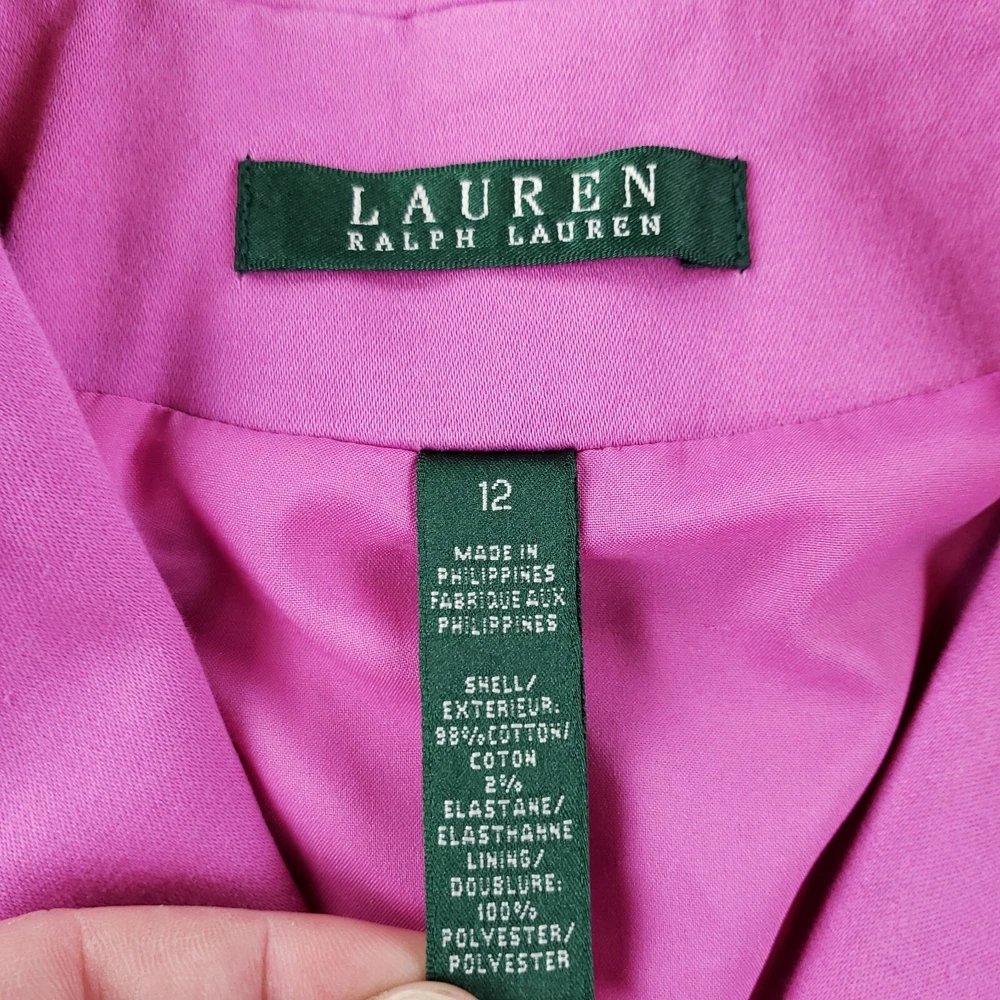 LAUREN
RALPH LAUREN
12
MADE IN
PHILIPPINES
FABRIQUE AUX
PHILIPPINES
SHELL/
EXTERIEUR:
98% COTTON/
COTON
2%
ELASTANE/
ELASTHANNE
LINING/
DOUBLURE:
100%
POLYESTER/
POLYESTER